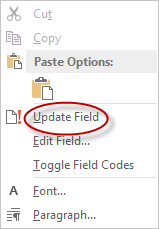 Cut
Copy
Paste Options:
Update Field
Edit Field...
Toggle Field Codes
A Font...
Paragraph...